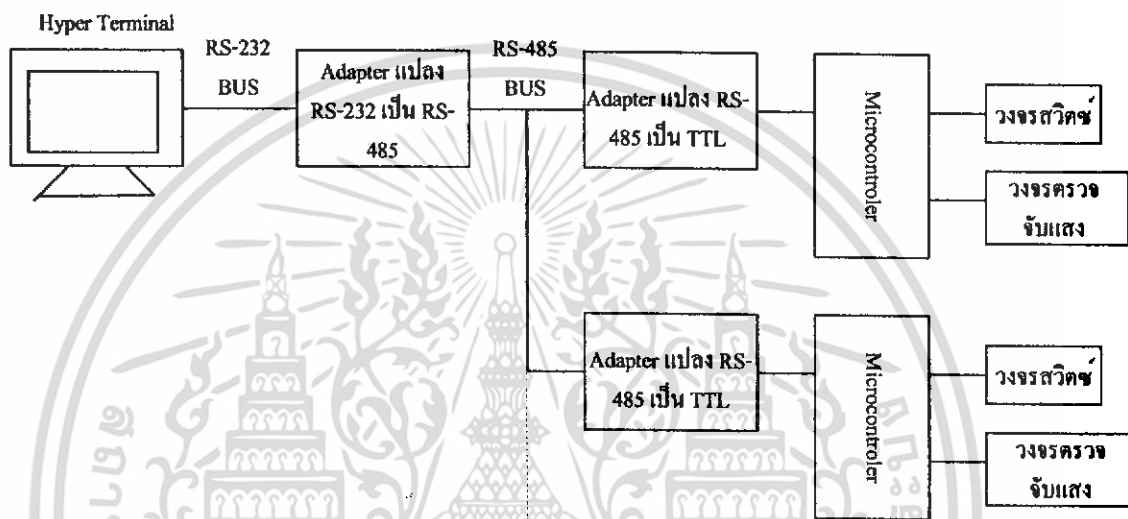 Hyper Terminal
RS-232
BUS
Adapter แปลง
RS-232 เป็น RS-
485
RS-485
BUS
Adapter แปลง RS-
485 เป็น TTL
Microcontroler
วงจรสวิตซ์
วงจรตรวจ
จับแสง
Adapter แปลง RS-
485 เป็น TTL
Microcontroler
วงจรสวิตซ์
วงจรตรวจ
จับแสง